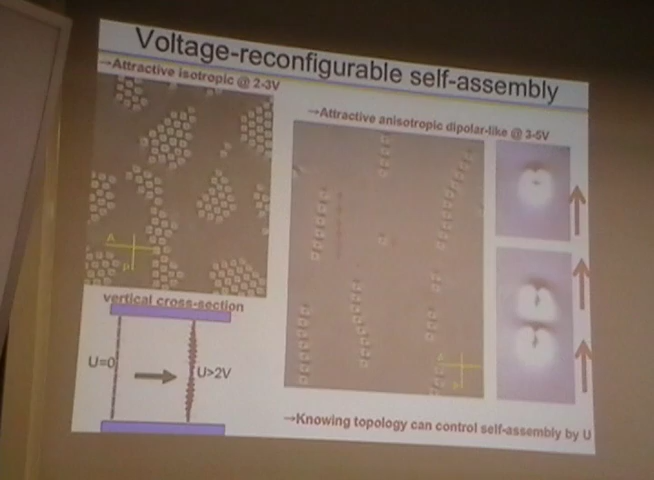 Voltage-reconfigurable self-assembly
→Attractive isotropic @ 2-3V
→Attractive anisotropic dipolar-like @ 3-5V
A
P
vertical cross-section
U=0
U>2V
A
→Knowing topology can control self-assembly by U